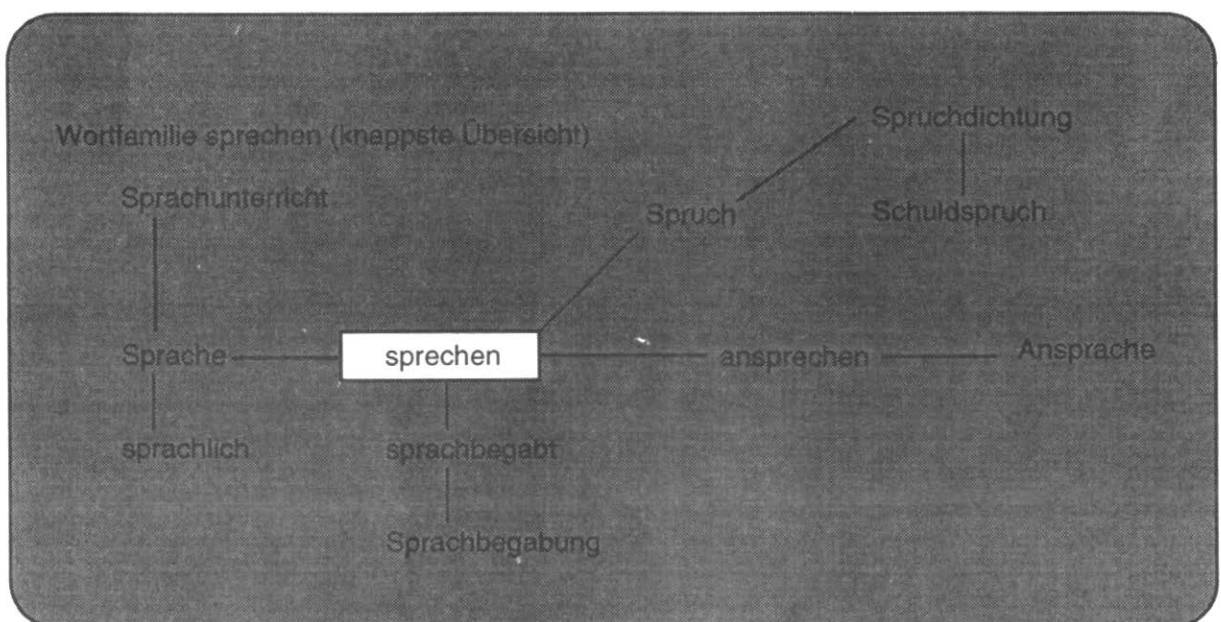 Wortfamilie sprechen (knappste Übersicht)
Spruchdichtung
Sprachunterricht
Spruch
Schuldspruch
Sprache
sprechen
ansprechen
Ansprache
sprachlich
sprachbegabt
Sprachbegabung